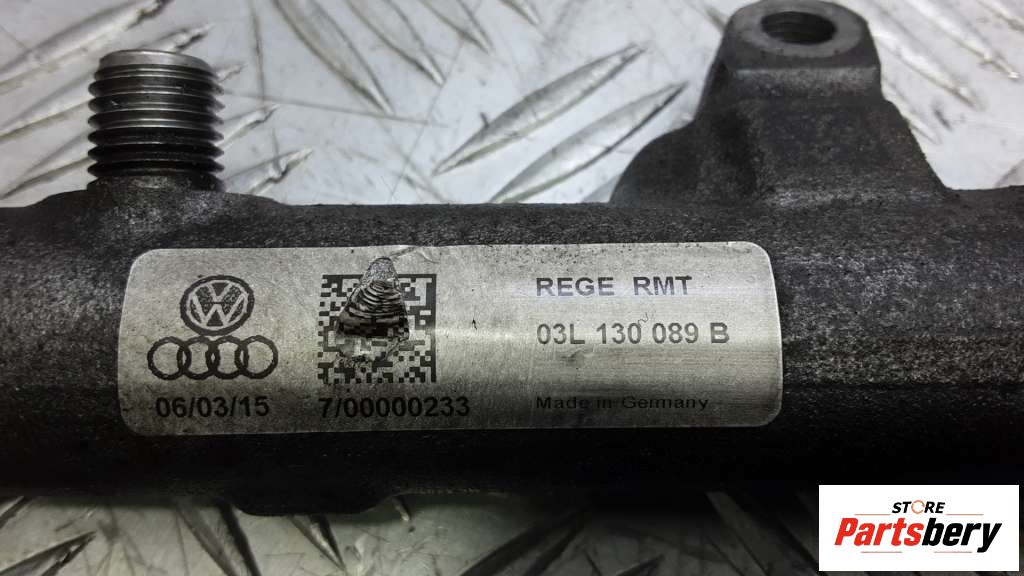 REGE RMT
03L 130 089 B
06/03/15 7/00000233
Made in Germany
STORE
Partsbery